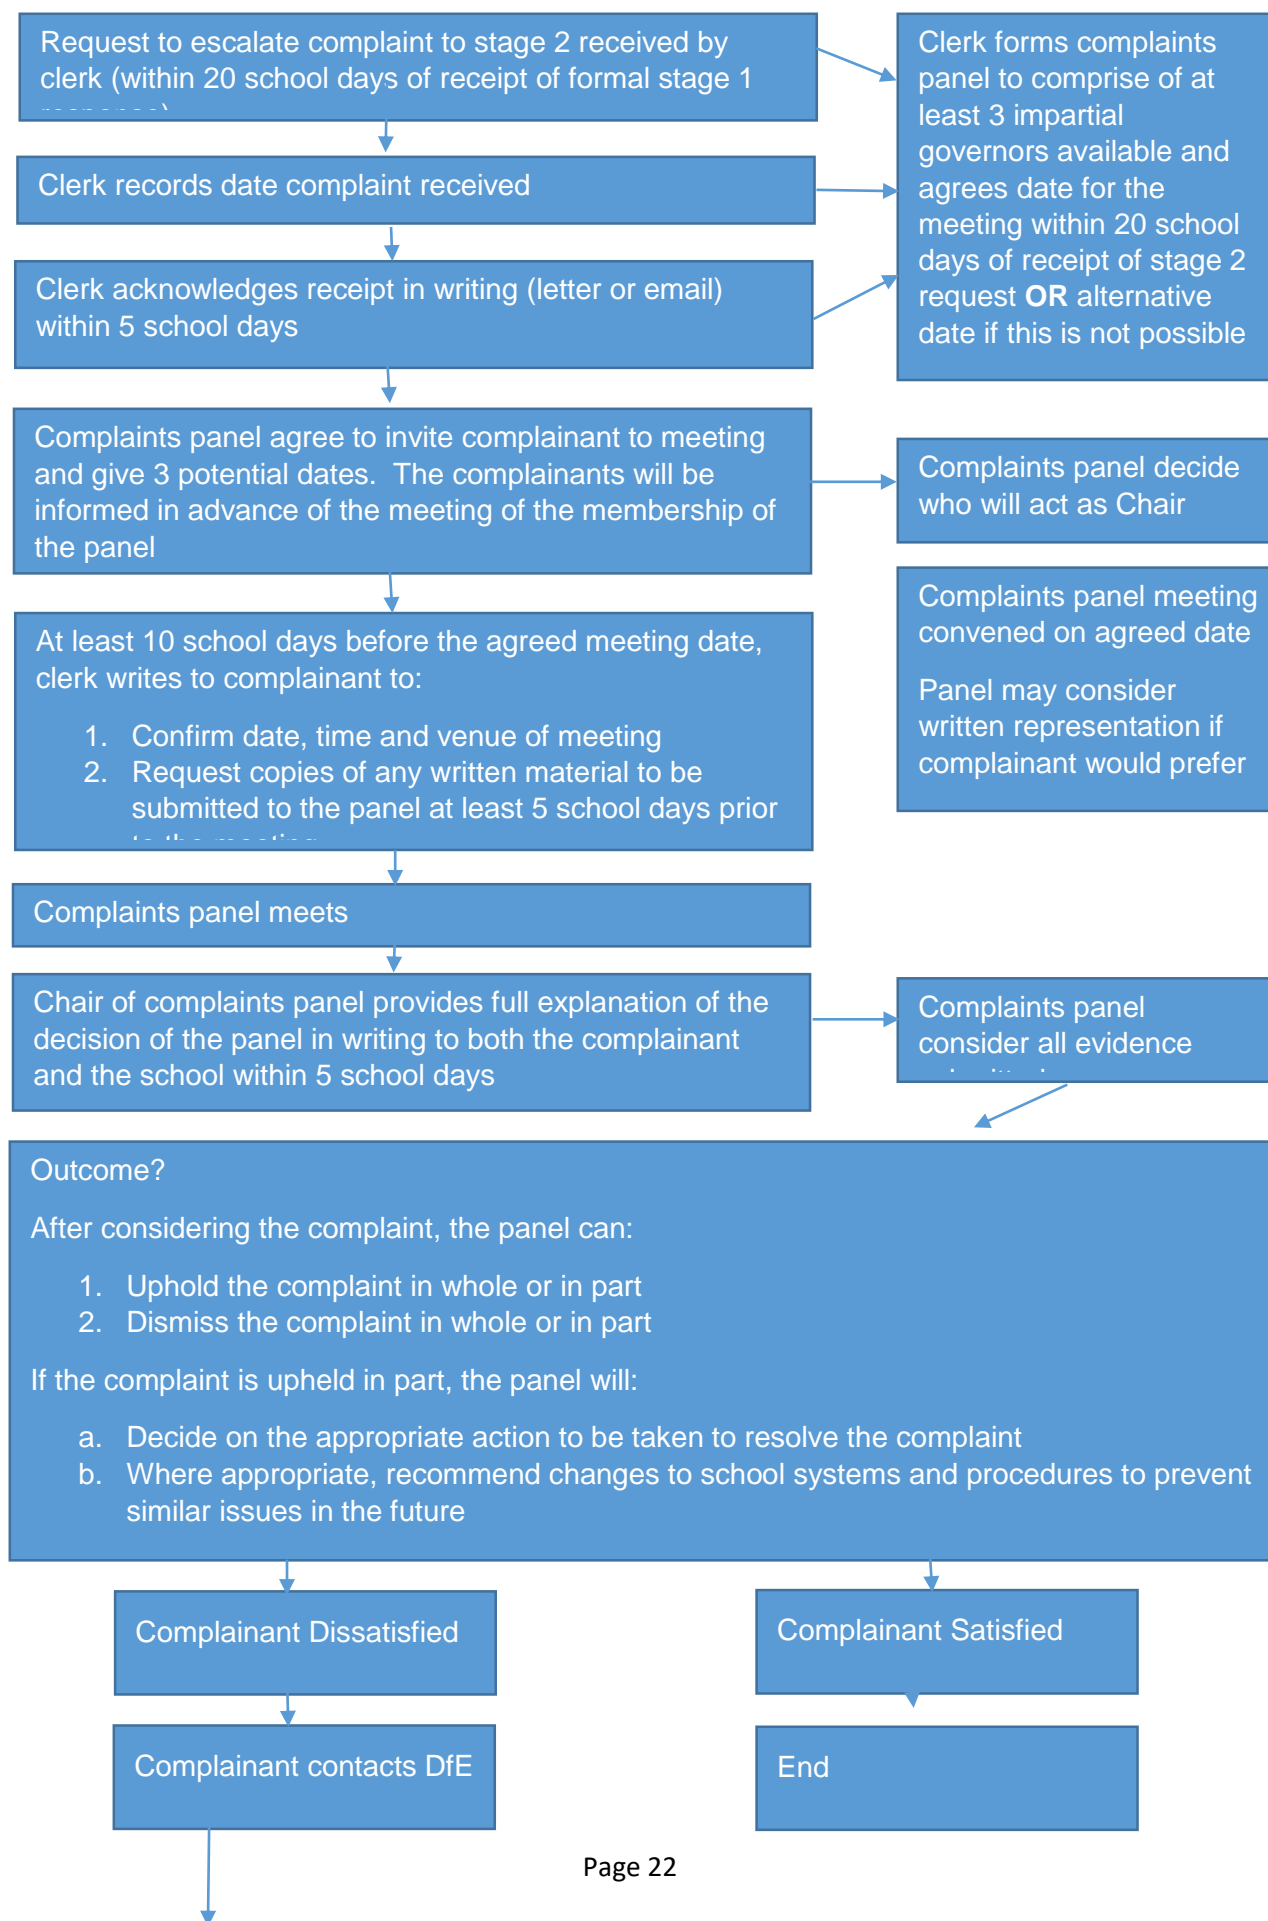 Request to escalate complaint to stage 2 received by
clerk (within 20 school days of receipt of formal stage 1
Clerk forms complaints
panel to comprise of at
least 3 impartial
governors available and
agrees date for the
meeting within 20 school
days of receipt of stage 2
request OR alternative
date if this is not possible
Clerk records date complaint received
Clerk acknowledges receipt in writing (letter or email)
within 5 school days
Complaints panel agree to invite complainant to meeting
and give 3 potential dates.  The complainants will be
informed in advance of the meeting of the membership of
the panel
Complaints panel decide
who will act as Chair
Complaints panel meeting
convened on agreed date
Panel may consider
written representation if
complainant would prefer
At least 10 school days before the agreed meeting date,
clerk writes to complainant to:
1. Confirm date, time and venue of meeting
2. Request copies of any written material to be
submitted to the panel at least 5 school days prior
Complaints panel meets
Chair of complaints panel provides full explanation of the
decision of the panel in writing to both the complainant
and the school within 5 school days
Complaints panel
consider all evidence
Outcome?
After considering the complaint, the panel can:
1. Uphold the complaint in whole or in part
2. Dismiss the complaint in whole or in part
If the complaint is upheld in part, the panel will:
a. Decide on the appropriate action to be taken to resolve the complaint
b. Where appropriate, recommend changes to school systems and procedures to prevent
similar issues in the future
Complainant Dissatisfied
Complainant Satisfied
Complainant contacts DfE
End
Page 22